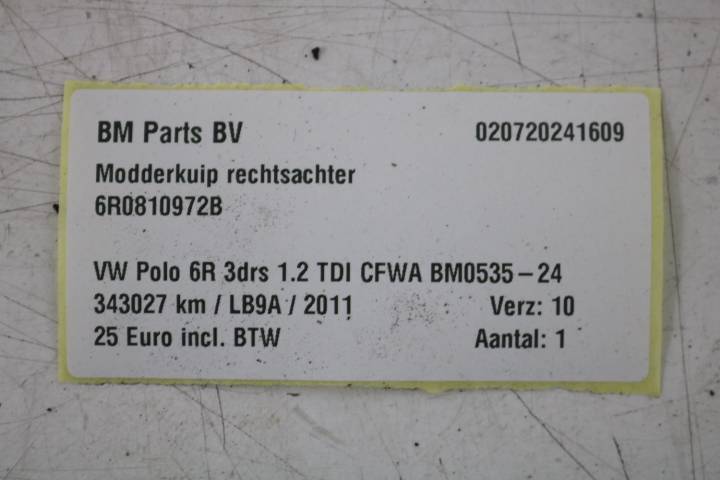 BM Parts BV 020720241609
Modderkuip rechtsachter
6R0810972B
VW Polo 6R 3drs 1.2 TDI CFWA BM0535-24
343027 km / LB9A / 2011 Verz: 10
25 Euro incl. BTW Aantal: 1